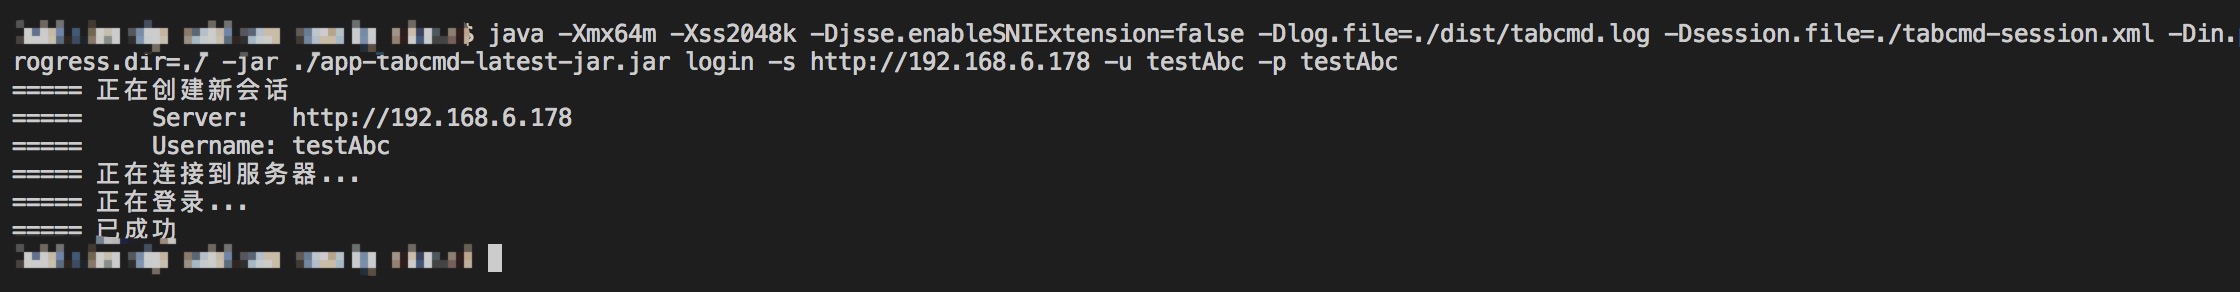 $ java -Xmx64m -Xss2048k -Djsse.enableSNIExtension=false -Dlog.file=./dist/tabcmd.log -Dsession.file=./tabcmd-session.xml -Din.
rogress.dir=./ -jar ./app-tabcmd-latest-jar.jar login -s http://192.168.6.178 -u testAbc -p testAbc
===== 正在创建新会话
===== Server: http://192.168.6.178
===== Username: testAbc
===== 正在连接到服务器...
===== 正在登录...
===== 已成功